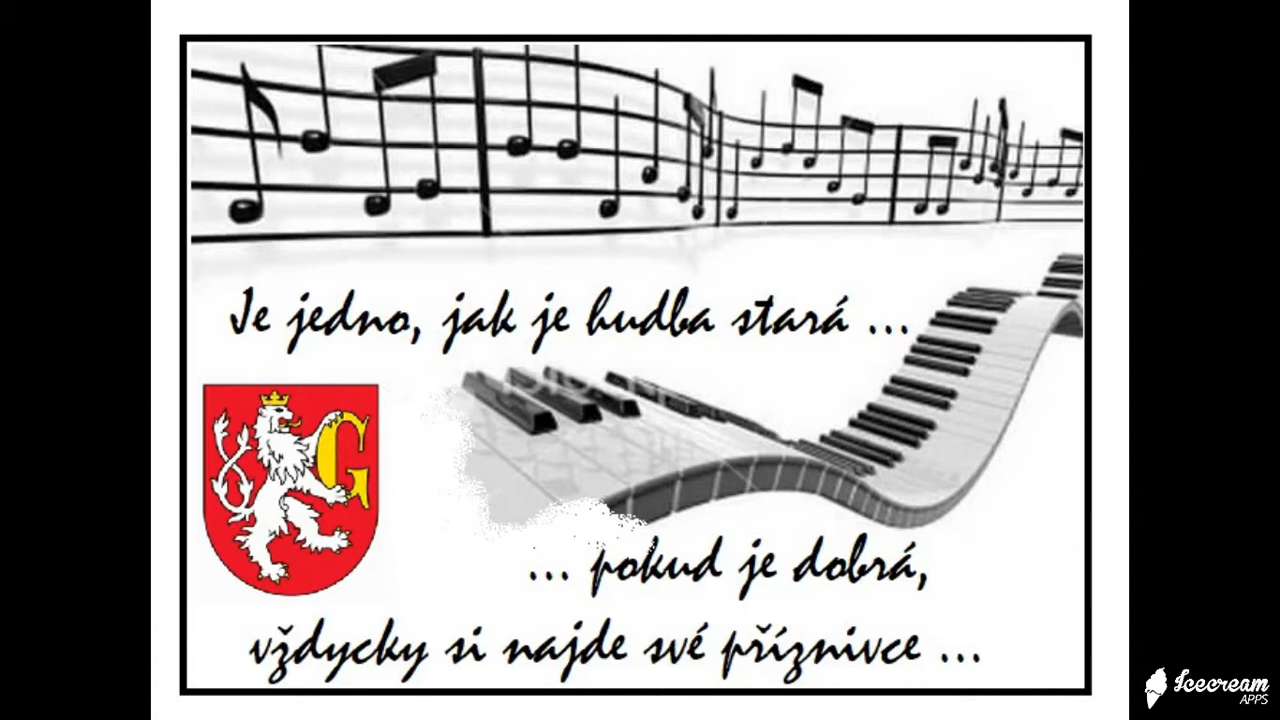 Je jedno, jak je hudba stará ...
G
... pokud je dobrá,
vždycky si najde své příznivce ...
Icecream
APPS